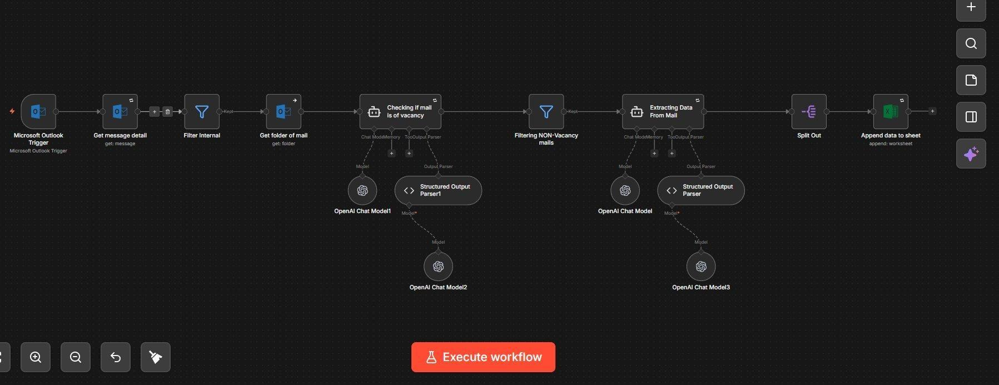 Microsoft Outlook
Trigger
Microsoft Outlook Trigger
Get message detail
get: message
Filter Internal
Kept
Get folder of mail
get: folder
Checking if mail
is of vacancy
Chat Mode
Memory
Too
Output Parser
Model
OpenAI Chat Model1
Output Parser
Structured Output
Parser1
Model*
Model
OpenAI Chat Model2
Filtering NON-Vacancy
mails
Kept
Extracting Data
From Mail
Chat Mode
Memory
Too
Output Parser
Model
OpenAI Chat Model
Output Parser
Structured Output
Parser
Model*
Model
OpenAI Chat Model3
Split Out
Append data to sheet
append: worksheet
Execute workflow